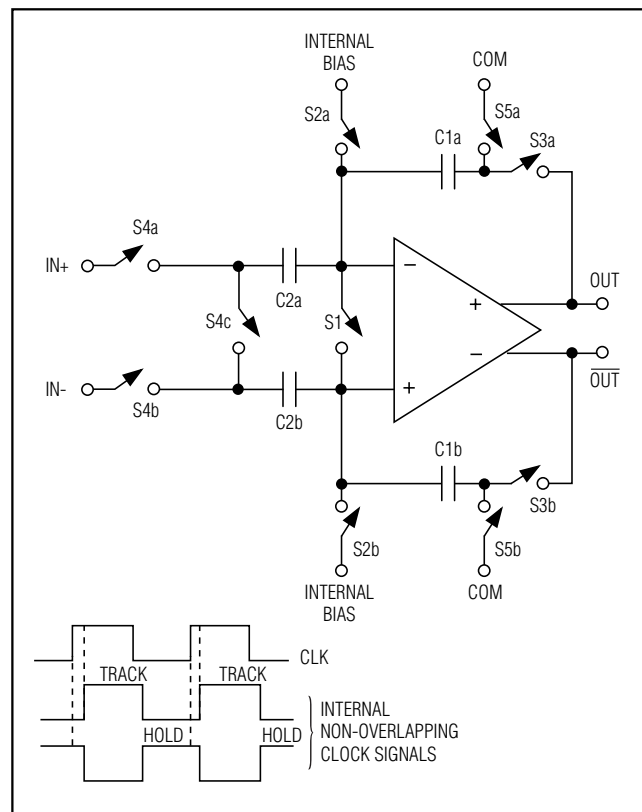 INTERNAL
BIAS
COM
S2a
S5a
C1a
S3a
S4a
IN+
OUT
C2a
S4c
S1
−
+
+
−
IN-
S4b
C2b
OUT
C1b
S3b
S2b
S5b
INTERNAL
BIAS
COM
CLK
TRACK
TRACK
HOLD
HOLD
INTERNAL
NON-OVERLAPPING
CLOCK SIGNALS